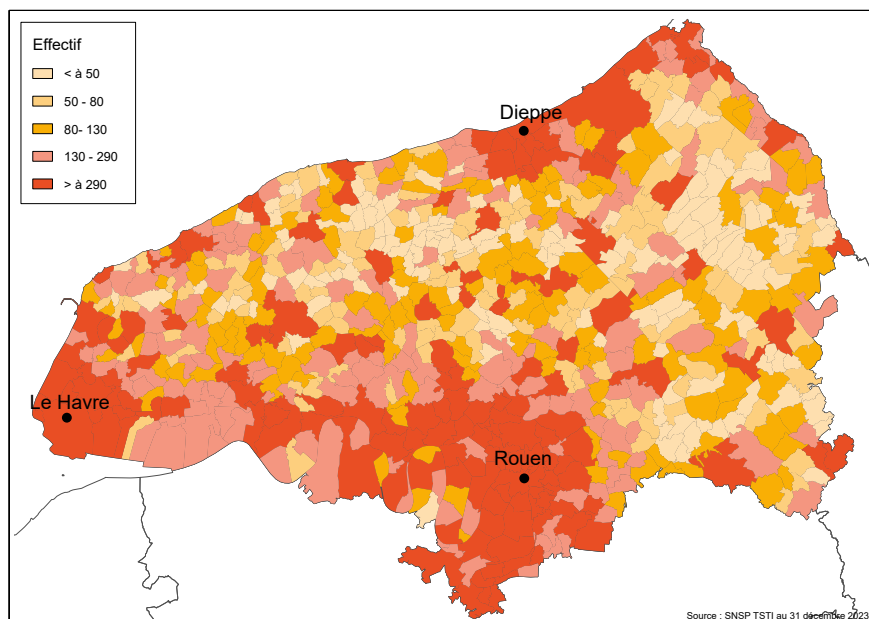 Effectif
< à 50
50 - 80
80- 130
130 - 290
> à 290
Dieppe
Le Havre
Rouen
Source : SNSP TSTI au 31 décembre 2023